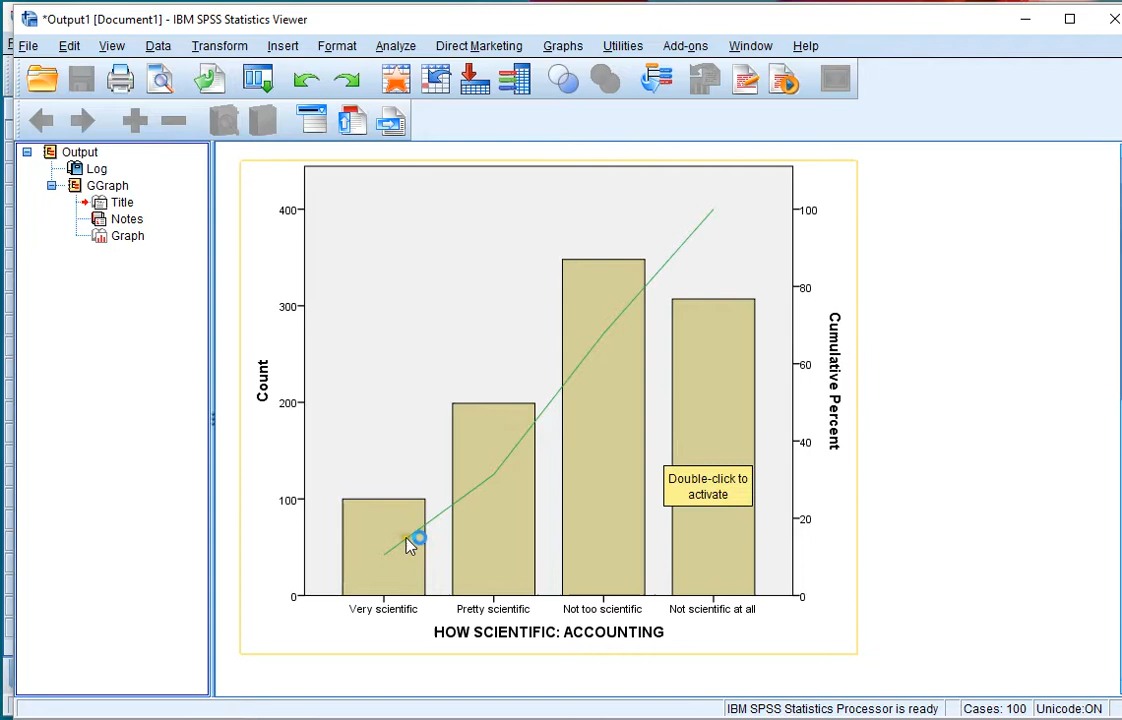 *Output1 [Document1] - IBM SPSS Statistics Viewer
File Edit View Data Transform Insert Format Analyze Direct Marketing Graphs Utilities Add-ons Window Help
Output
Log
GGraph
Title
Notes
Graph
400
300
200
100
0
Count
100
80
60
40
20
0
Cumulative Percent
Double-click to
activate
Very scientific Pretty scientific Not too scientific Not scientific at all
HOW SCIENTIFIC: ACCOUNTING
IBM SPSS Statistics Processor is ready Cases: 100 Unicode:ON